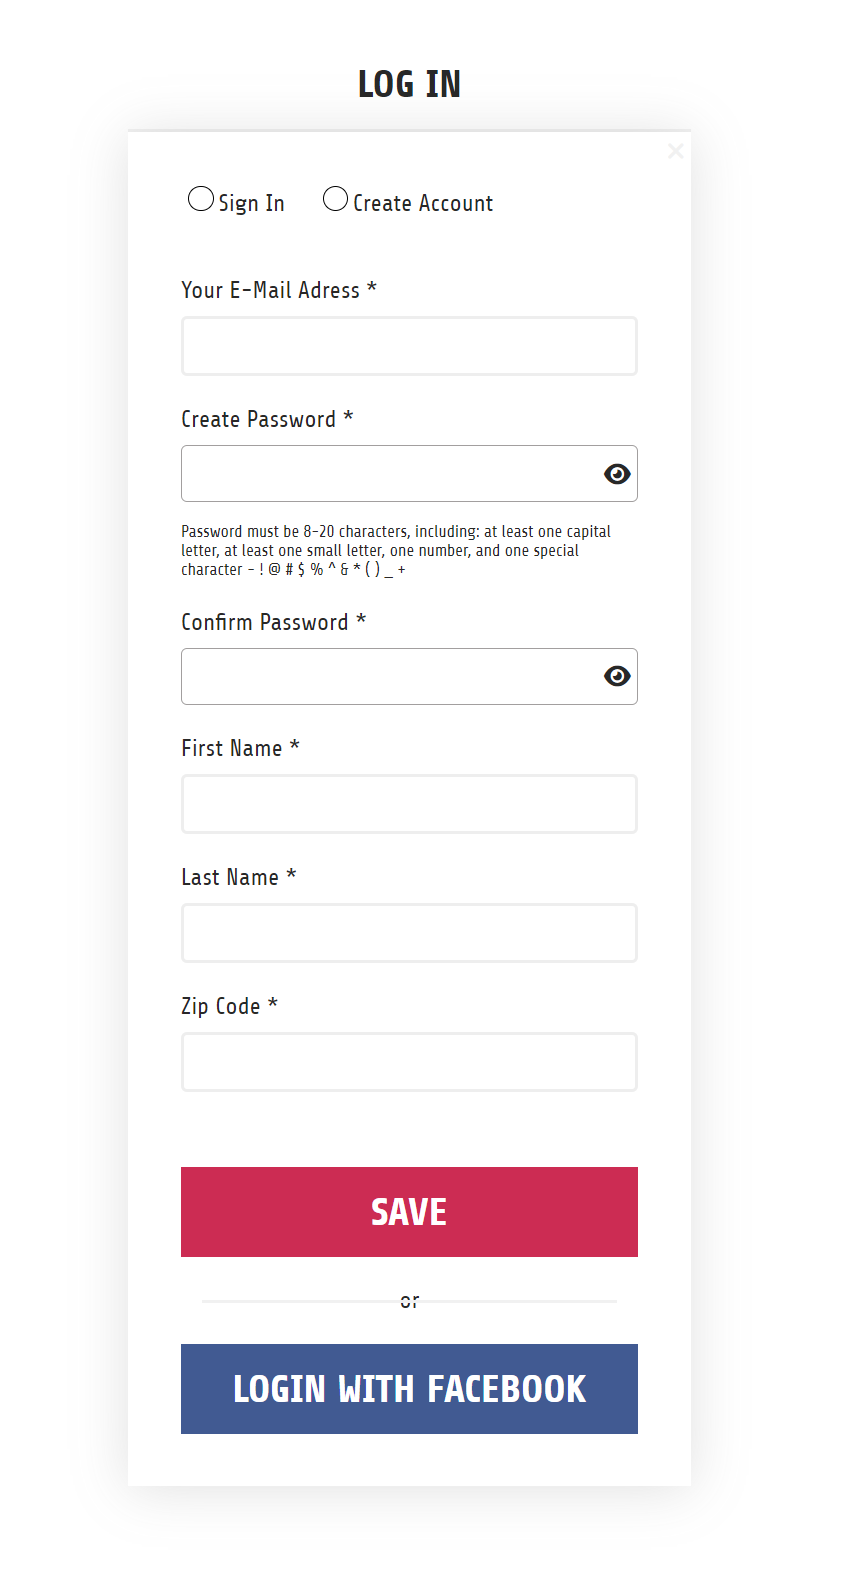 LOG IN
Sign In Create Account
Your E-Mail Adress *
Create Password *
Password must be 8-20 characters, including: at least one capital
letter, at least one small letter, one number, and one special
character - ! @ # $ % ^ & * ( ) _ +
Confirm Password *
First Name *
Last Name *
Zip Code *
SAVE
or
LOGIN WITH FACEBOOK